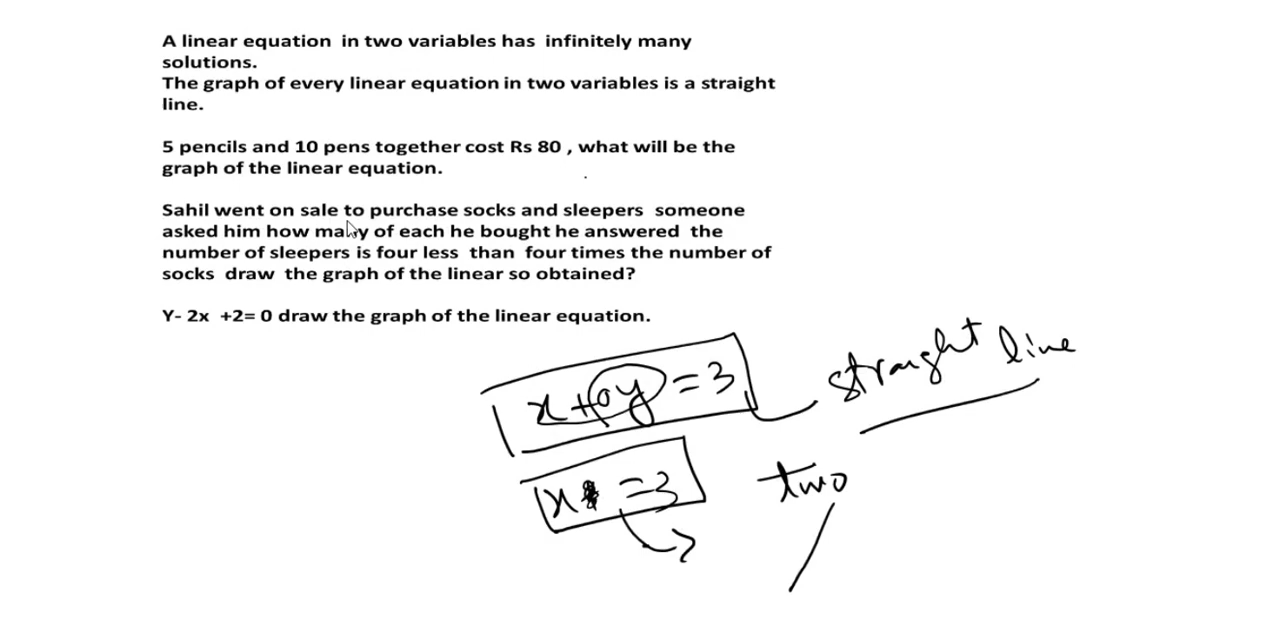 A linear equation in two variables has infinitely many
solutions.
The graph of every linear equation in two variables is a straight
line.
5 pencils and 10 pens together cost Rs 80 , what will be the
graph of the linear equation.
Sahil went on sale to purchase socks and sleepers someone
asked him how many of each he bought he answered the
number of sleepers is four less than four times the number of
socks draw the graph of the linear so obtained?
Y- 2x +2= 0 draw the graph of the linear equation.
x+0y=3 straight line
x =3 two